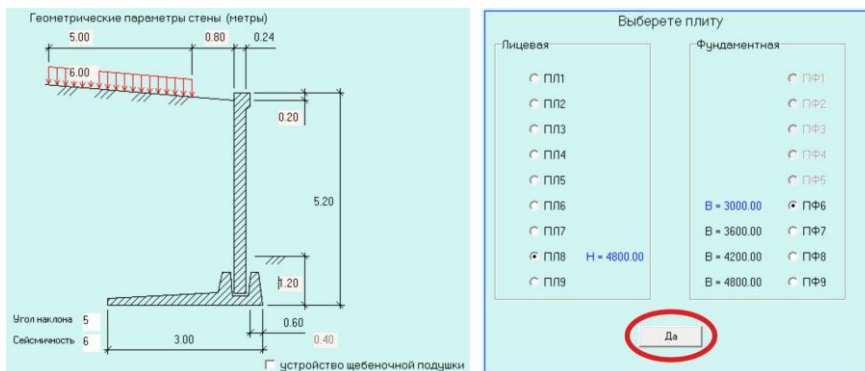 Геометрические параметры стены (метры)
5.00 0.80 0.24
6.00
0.20
5.20
1.20
Угол наклона 5
Сейсмичность 6
3.00
0.60
0.40
устройство щебеночной подушки
Выберете плиту
Лицевая
ПЛ1
ПЛ2
ПЛ3
ПЛ4
ПЛ5
ПЛ6
ПЛ7
ПЛ8 H = 4800.00
ПЛ9
Фундаментная
ПФ1
ПФ2
ПФ3
ПФ4
ПФ5
B = 3000.00 ПФ6
B = 3600.00 ПФ7
B = 4200.00 ПФ8
B = 4800.00 ПФ9
Да